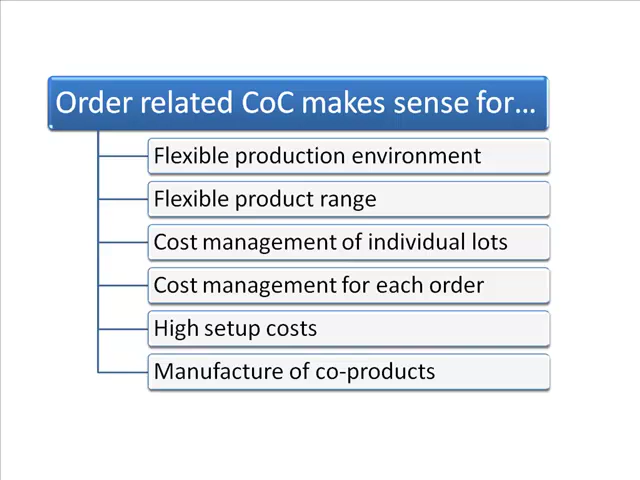 Order related CoC makes sense for…
Flexible production environment
Flexible product range
Cost management of individual lots
Cost management for each order
High setup costs
Manufacture of co-products